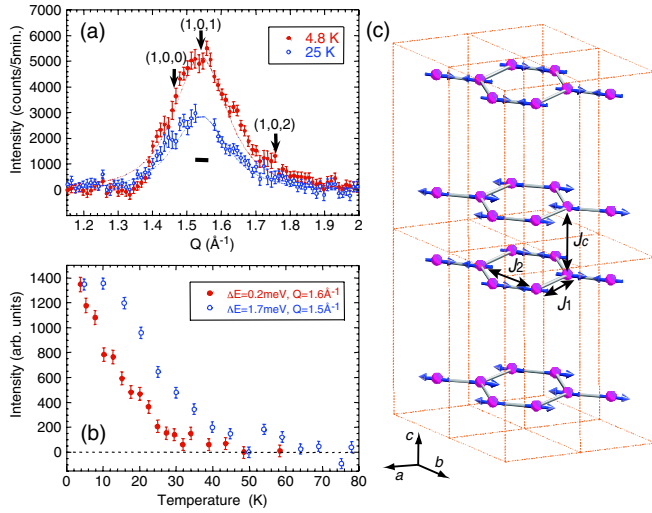 (a)
4.8 K
25 K
(1,0,0)
(1,0,1)
(1,0,2)
7000
6000
5000
4000
3000
2000
1000
0
Intensity (counts/5min.)
1.2 1.3 1.4 1.5 1.6 1.7 1.8 1.9 2
Q (Å⁻¹)
(b)
ΔE=0.2meV, Q=1.6Å⁻¹
ΔE=1.7meV, Q=1.5Å⁻¹
1400
1200
1000
800
600
400
200
0
Intensity (arb. units)
0 10 20 30 40 50 60 70 80
Temperature (K)
(c)
Jc
J2
J1
c
a
b